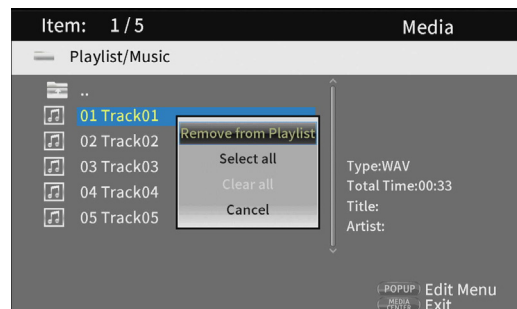 Item: 1/5 Media
Playlist/Music
..
01 Track01
02 Track02
03 Track03
04 Track04
05 Track05
Remove from Playlist
Select all
Clear all
Cancel
Type:WAV
Total Time:00:33
Title:
Artist:
POPUP Edit Menu
MEDIA CENTER Exit